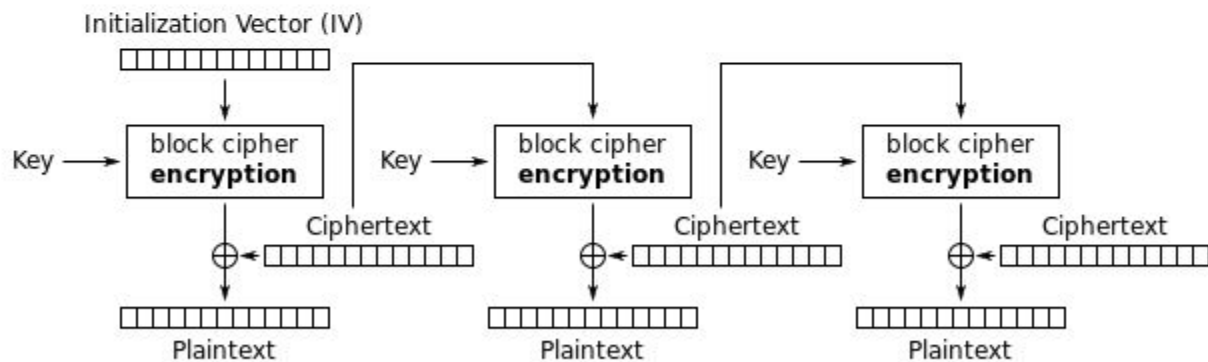 Initialization Vector (IV)
Key
block cipher
encryption
Key
block cipher
encryption
Key
block cipher
encryption
Ciphertext
Ciphertext
Ciphertext
Plaintext
Plaintext
Plaintext